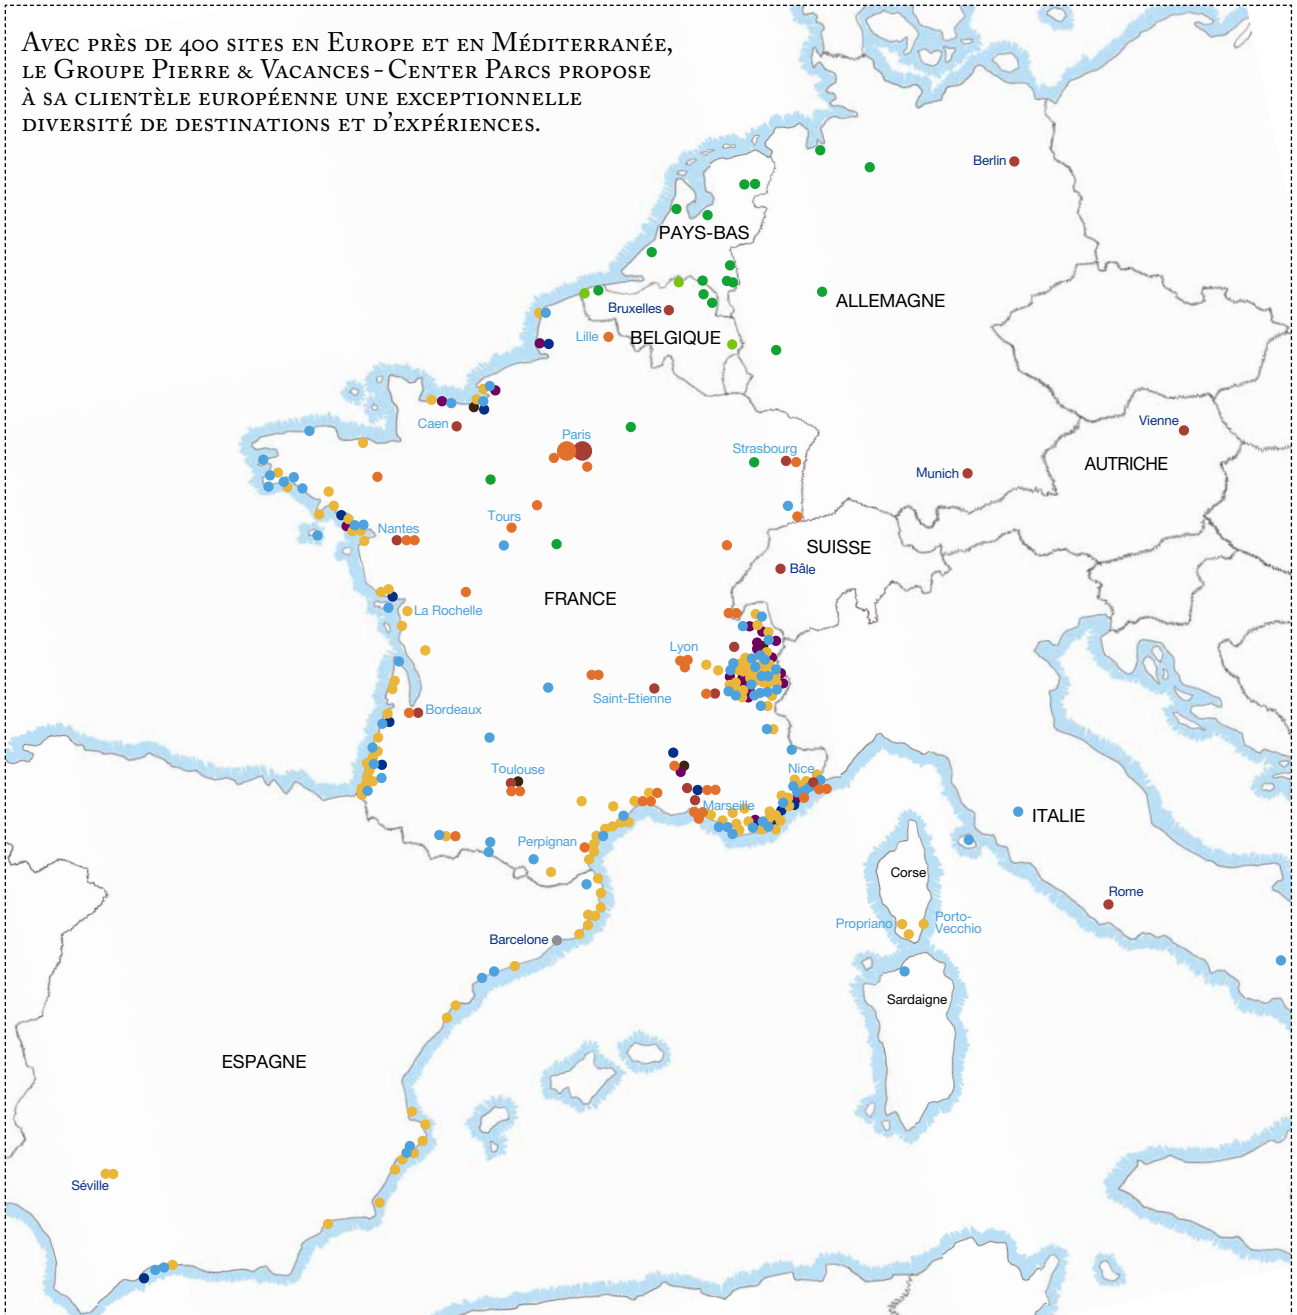 Avec près de 400 sites en Europe et en Méditerranée,
le Groupe Pierre & Vacances-Center Parcs propose
à sa clientèle européenne une exceptionnelle
diversité de destinations et d'expériences.
Berlin
PAYS-BAS
ALLEMAGNE
Bruxelles
Lille
BELGIQUE
Caen
Paris
Strasbourg
Vienne
AUTRICHE
Munich
Nantes
Tours
SUISSE
Bâle
FRANCE
La Rochelle
Lyon
Saint-Etienne
Bordeaux
Toulouse
Nice
Marseille
ITALIE
Perpignan
Corse
Rome
Propriano
Porto-
Vecchio
Barcelone
Sardaigne
ESPAGNE
Séville